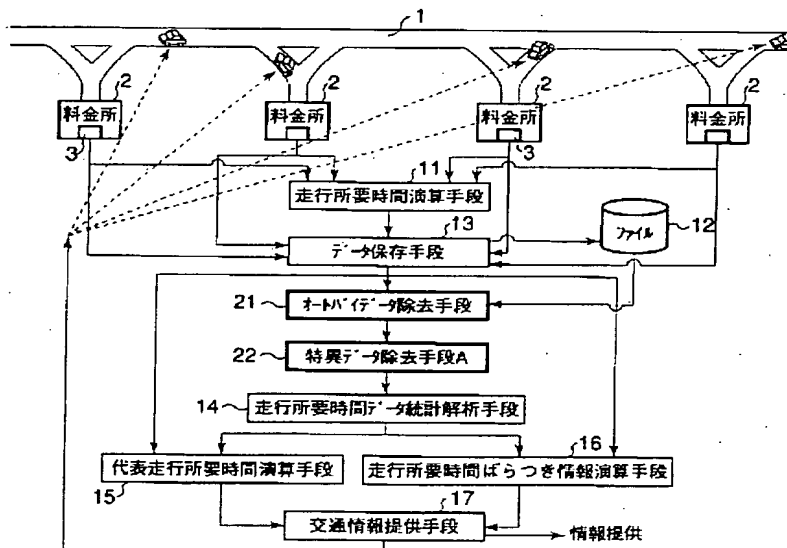 1
2
2
2
2
料金所
料金所
料金所
料金所
3
3
11
走行所要時間演算手段
13
データ保存手段
ファイル
12
21
オートバイデータ除去手段
22
特異データ除去手段A
14
走行所要時間データ統計解析手段
16
代表走行所要時間演算手段
走行所要時間ばらつき情報演算手段
15
17
交通情報提供手段
情報提供